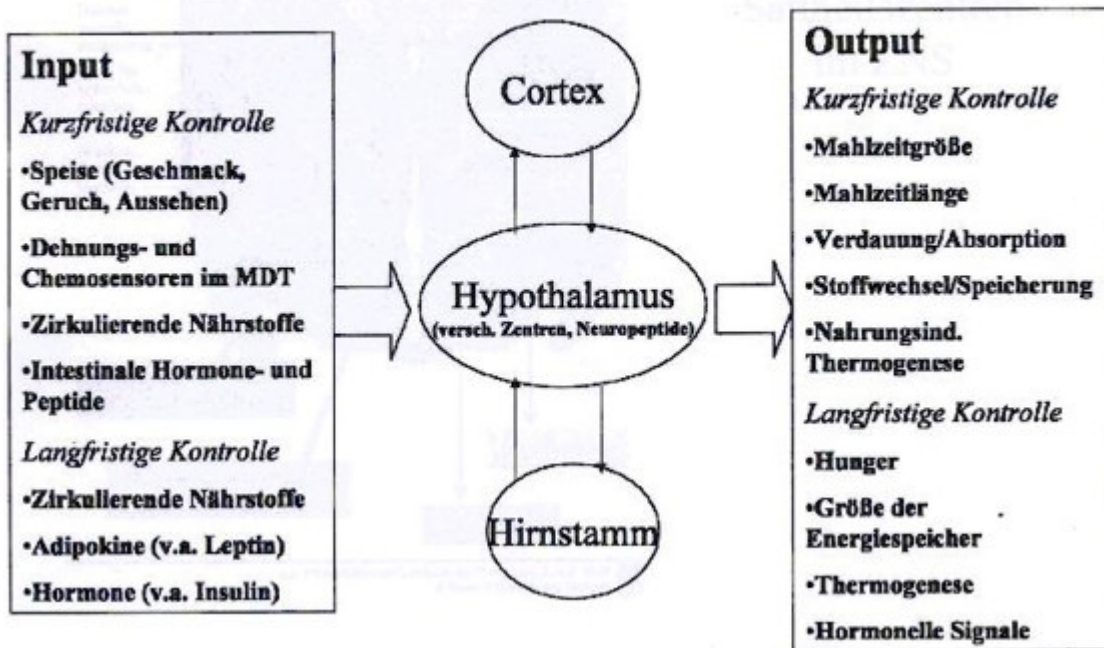 Input
Kurzfristige Kontrolle
•Speise (Geschmack,
Geruch, Aussehen)
•Dehnungs- und
Chemosensoren im MDT
•Zirkulierende Nährstoffe
•Intestinale Hormone- und
Peptide
Langfristige Kontrolle
•Zirkulierende Nährstoffe
•Adipokine (v.a. Leptin)
•Hormone (v.a. Insulin)
Cortex
Hypothalamus
(versch. Zentren, Neuropeptide)
Hirnstamm
Output
Kurzfristige Kontrolle
•Mahlzeitgröße
•Mahlzeitlänge
•Verdauung/Absorption
•Stoffwechsel/Speicherung
•Nahrungsind.
Thermogenese
Langfristige Kontrolle
•Hunger
•Größe der
Energiespeicher
•Thermogenese
•Hormonelle Signale